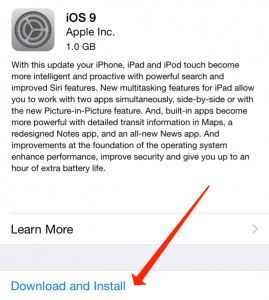 iOS 9
Apple Inc.
1.0 GB
With this update your iPhone, iPad and iPod touch become
more intelligent and proactive with powerful search and
improved Siri features. New multitasking features for iPad allow
you to work with two apps simultaneously, side-by-side or with
the new Picture-in-Picture feature. And, built-in apps become
more powerful with detailed transit information in Maps, a
redesigned Notes app, and an all-new News app. And
improvements at the foundation of the operating system
enhance performance, improve security and give you up to an
hour of extra battery life.
Learn More
Download and Install